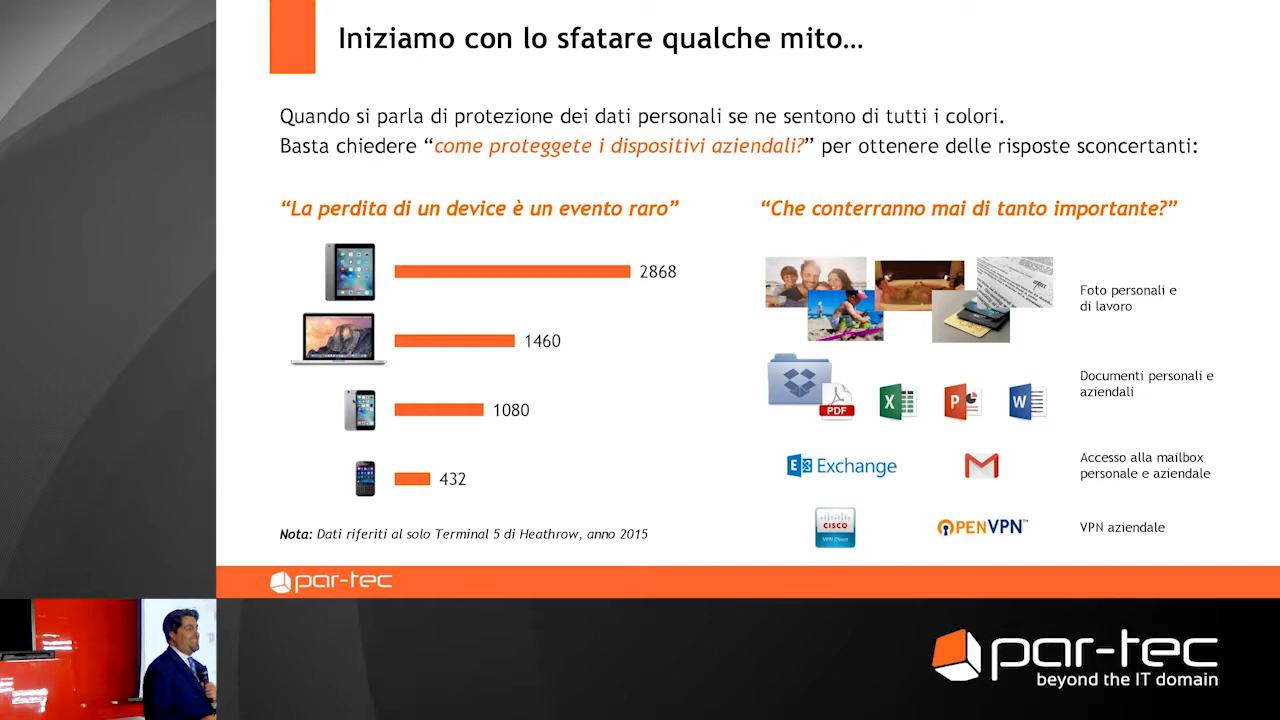 Iniziamo con lo sfatare qualche mito…
Quando si parla di protezione dei dati personali se ne sentono di tutti i colori.
Basta chiedere “come proteggete i dispositivi aziendali?” per ottenere delle risposte sconcertanti:
“La perdita di un device è un evento raro”
2868
1460
1080
432
Nota: Dati riferiti al solo Terminal 5 di Heathrow, anno 2015
“Che conterranno mai di tanto importante?”
Foto personali e
di lavoro
PDF
X
P
W
Documenti personali e
aziendali
E
Exchange
M
Accesso alla mailbox
personale e aziendale
CISCO
VPN Client
OPENVPN™
VPN aziendale
par-tec
par-tec
beyond the IT domain